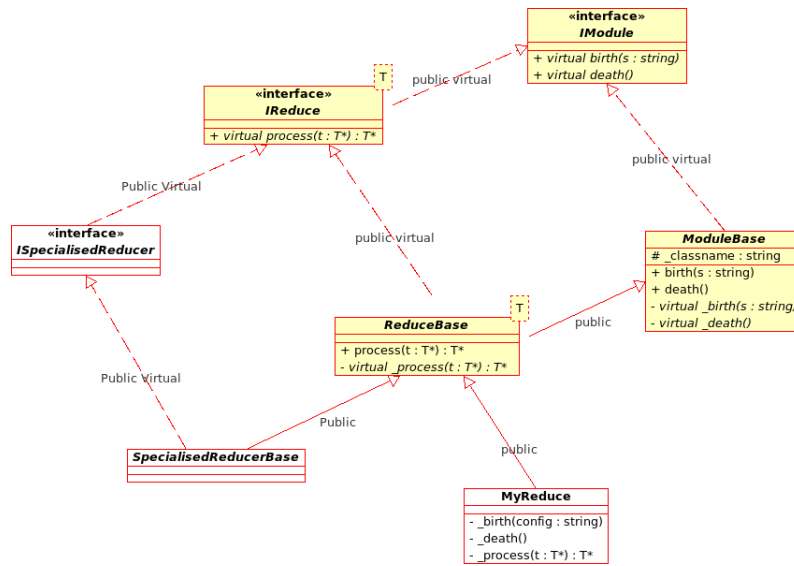 «interface»
IModule
+ virtual birth(s : string)
+ virtual death()
public virtual
T
«interface»
IReduce
+ virtual process(t : T*) : T*
public virtual
Public Virtual
«interface»
ISpecialisedReducer
public virtual
ModuleBase
# _classname : string
+ birth(s : string)
+ death()
- virtual _birth(s : string)
- virtual _death()
T
ReduceBase
+ process(t : T*) : T*
- virtual _process(t : T*) : T*
public
Public Virtual
Public
public
SpecialisedReducerBase
MyReduce
- _birth(config : string)
- _death()
- _process(t : T*) : T*